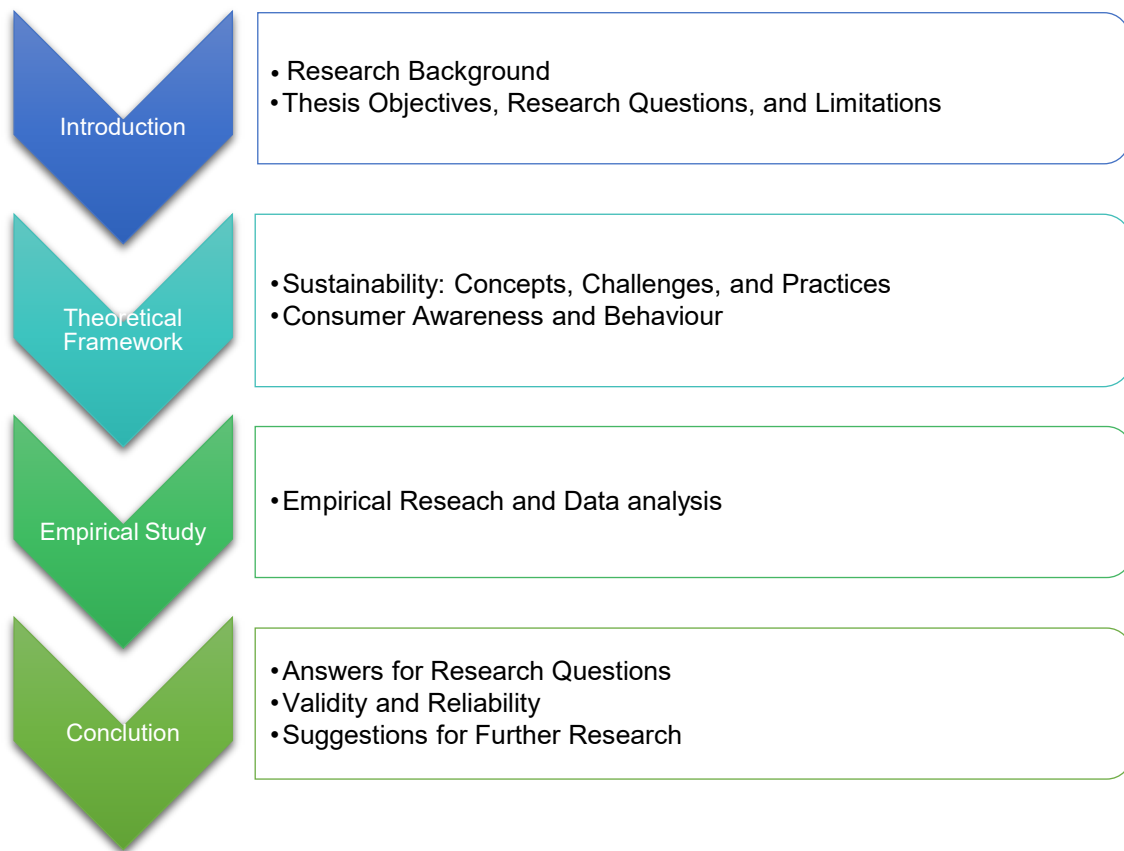 Introduction
• Research Background
• Thesis Objectives, Research Questions, and Limitations
Theoretical
Framework
• Sustainability: Concepts, Challenges, and Practices
• Consumer Awareness and Behaviour
Empirical Study
• Empirical Reseach and Data analysis
Conclution
• Answers for Research Questions
• Validity and Reliability
• Suggestions for Further Research